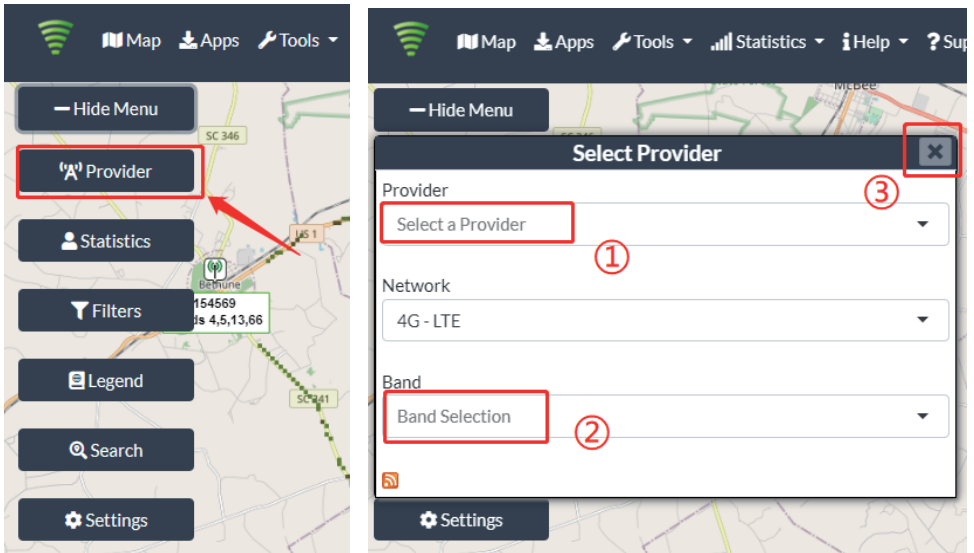 Map Apps Tools
Hide Menu
SC 346
Provider
US 1
Statistics
Bethune
154569
ds 4,5,13,66
Filters
Legend
SC 341
Search
Settings
Map Apps Tools Statistics Help ? Sup
McBee
Hide Menu
Select Provider
Provider
③
Select a Provider
①
Network
4G - LTE
Band
Band Selection
②
Settings